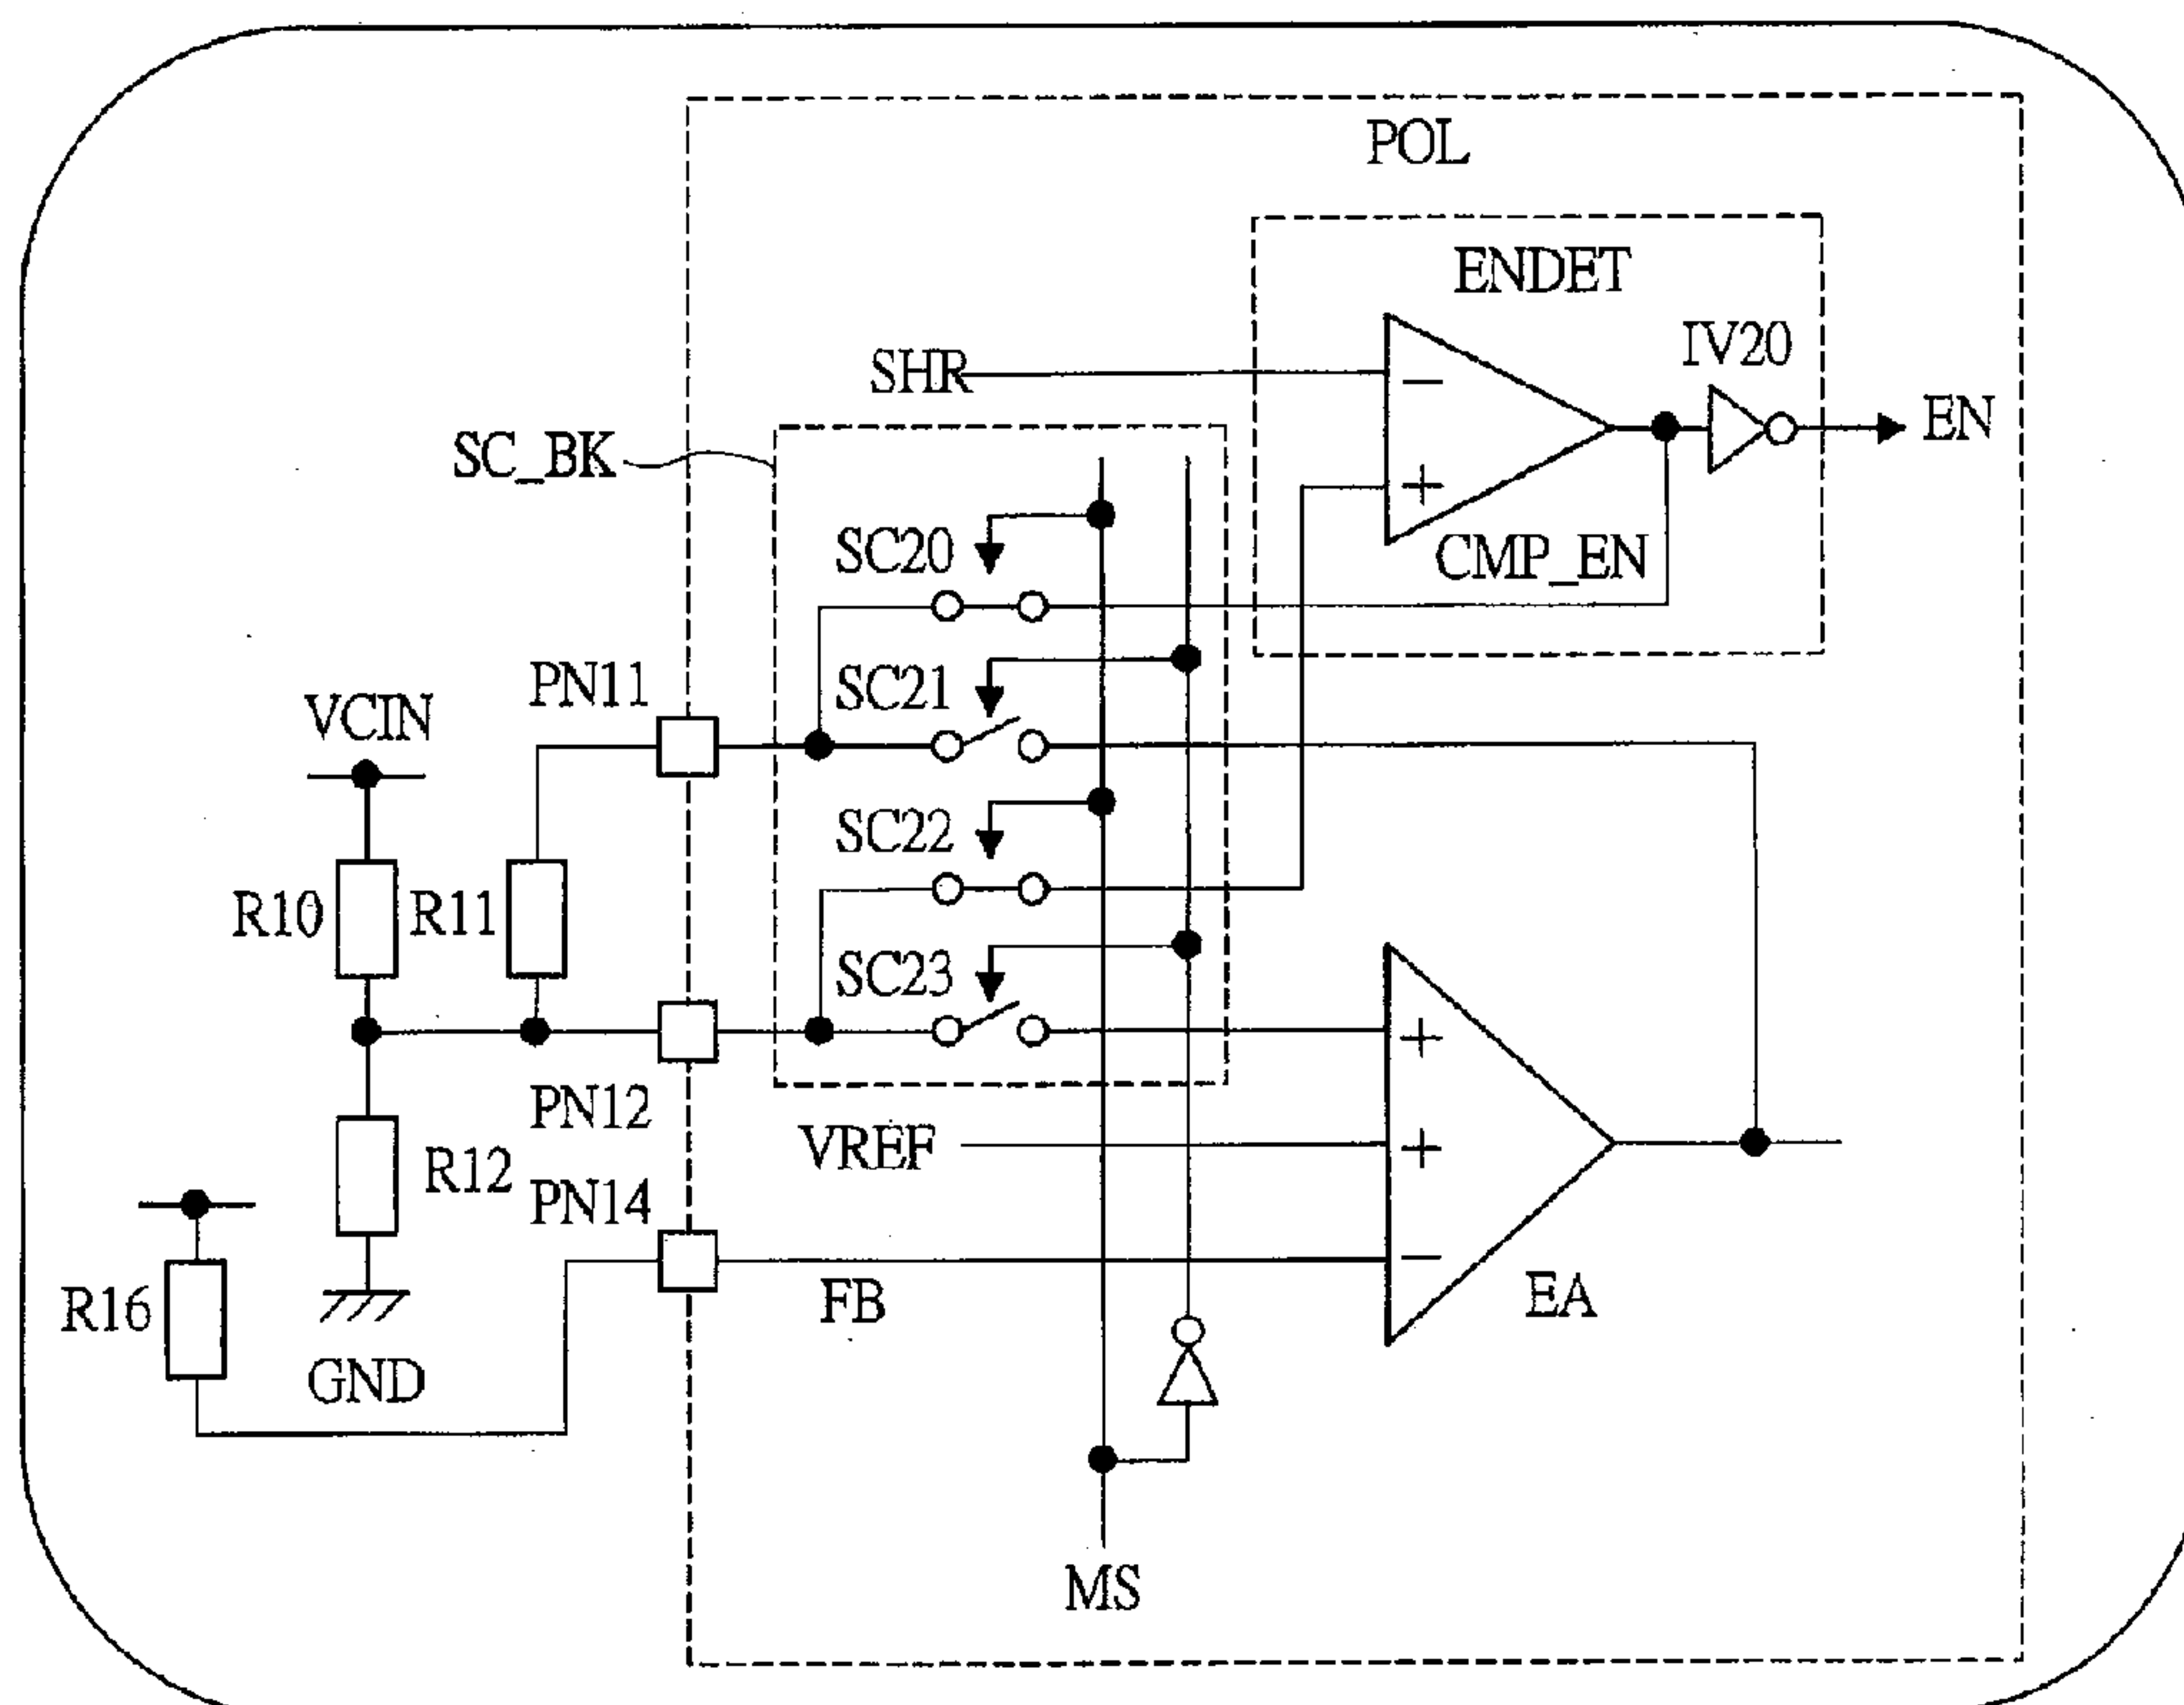 POL
ENDET
IV20
SHR
EN
SC_BK
SC20
CMP_EN
PN11
SC21
VCIN
SC22
R10
R11
SC23
PN12
VREF
R12
PN14
R16
FB
EA
GND
MS